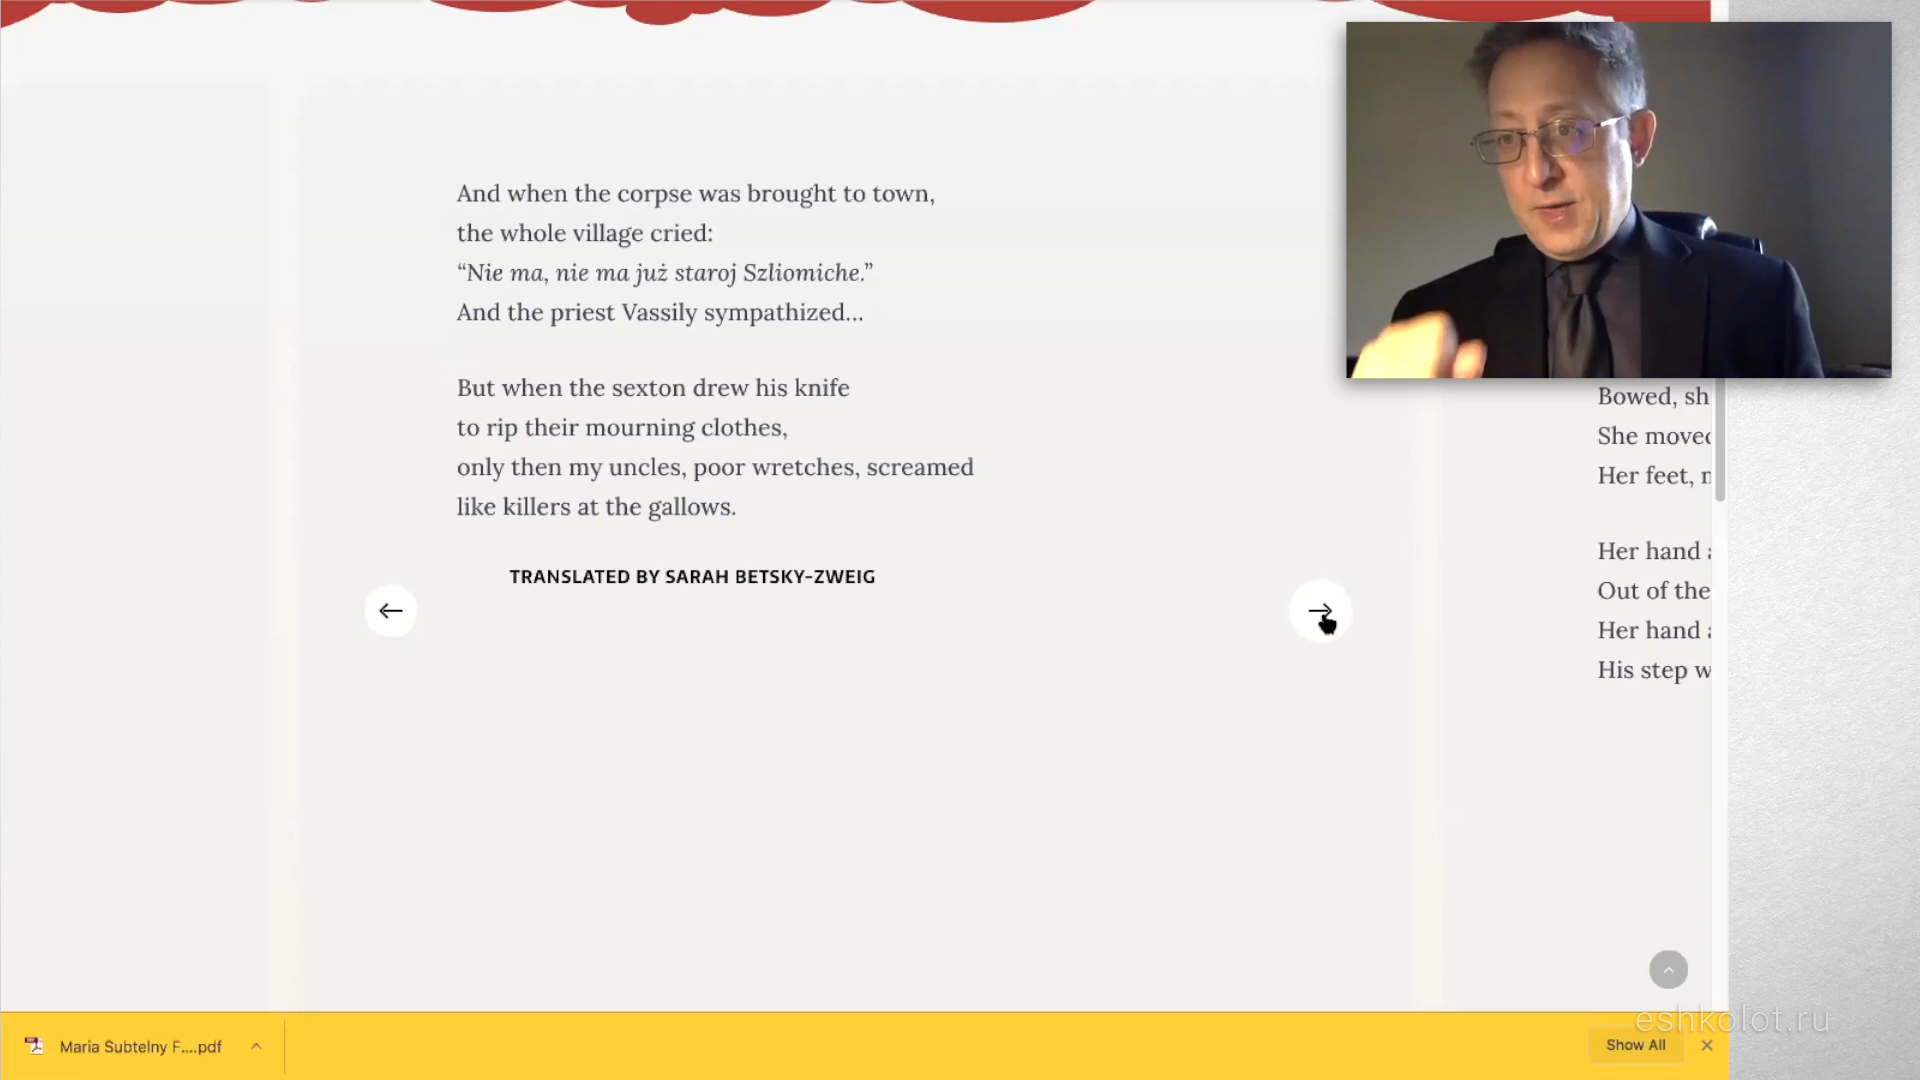 And when the corpse was brought to town,
the whole village cried:
“Nie ma, nie ma już staroj Szliomiche.”
And the priest Vassily sympathized...
But when the sexton drew his knife
to rip their mourning clothes,
only then my uncles, poor wretches, screamed
like killers at the gallows.
TRANSLATED BY SARAH BETSKY-ZWEIG
Bowed, sh
She moved
Her feet,
Her hand
Out of the
Her hand
His step w
eshkolot.ru
Maria Subtelny F....pdf
Show All